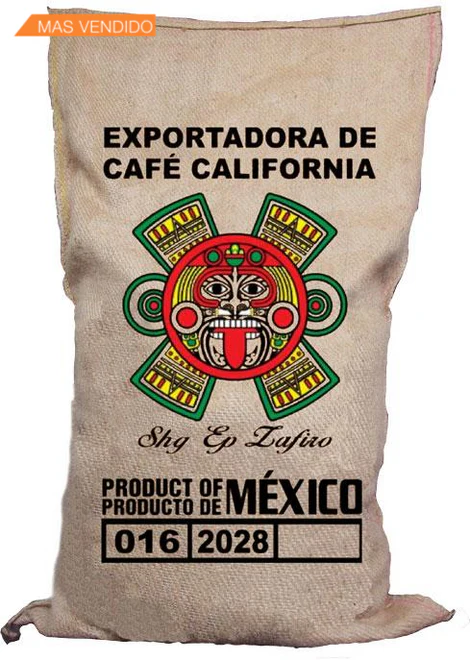 MAS VENDIDO
EXPORTADORA DE
CAFÉ CALIFORNIA
Shg Ep Zafiro
PRODUCT OF
PRODUCTO DE MÉXICO
016 2028